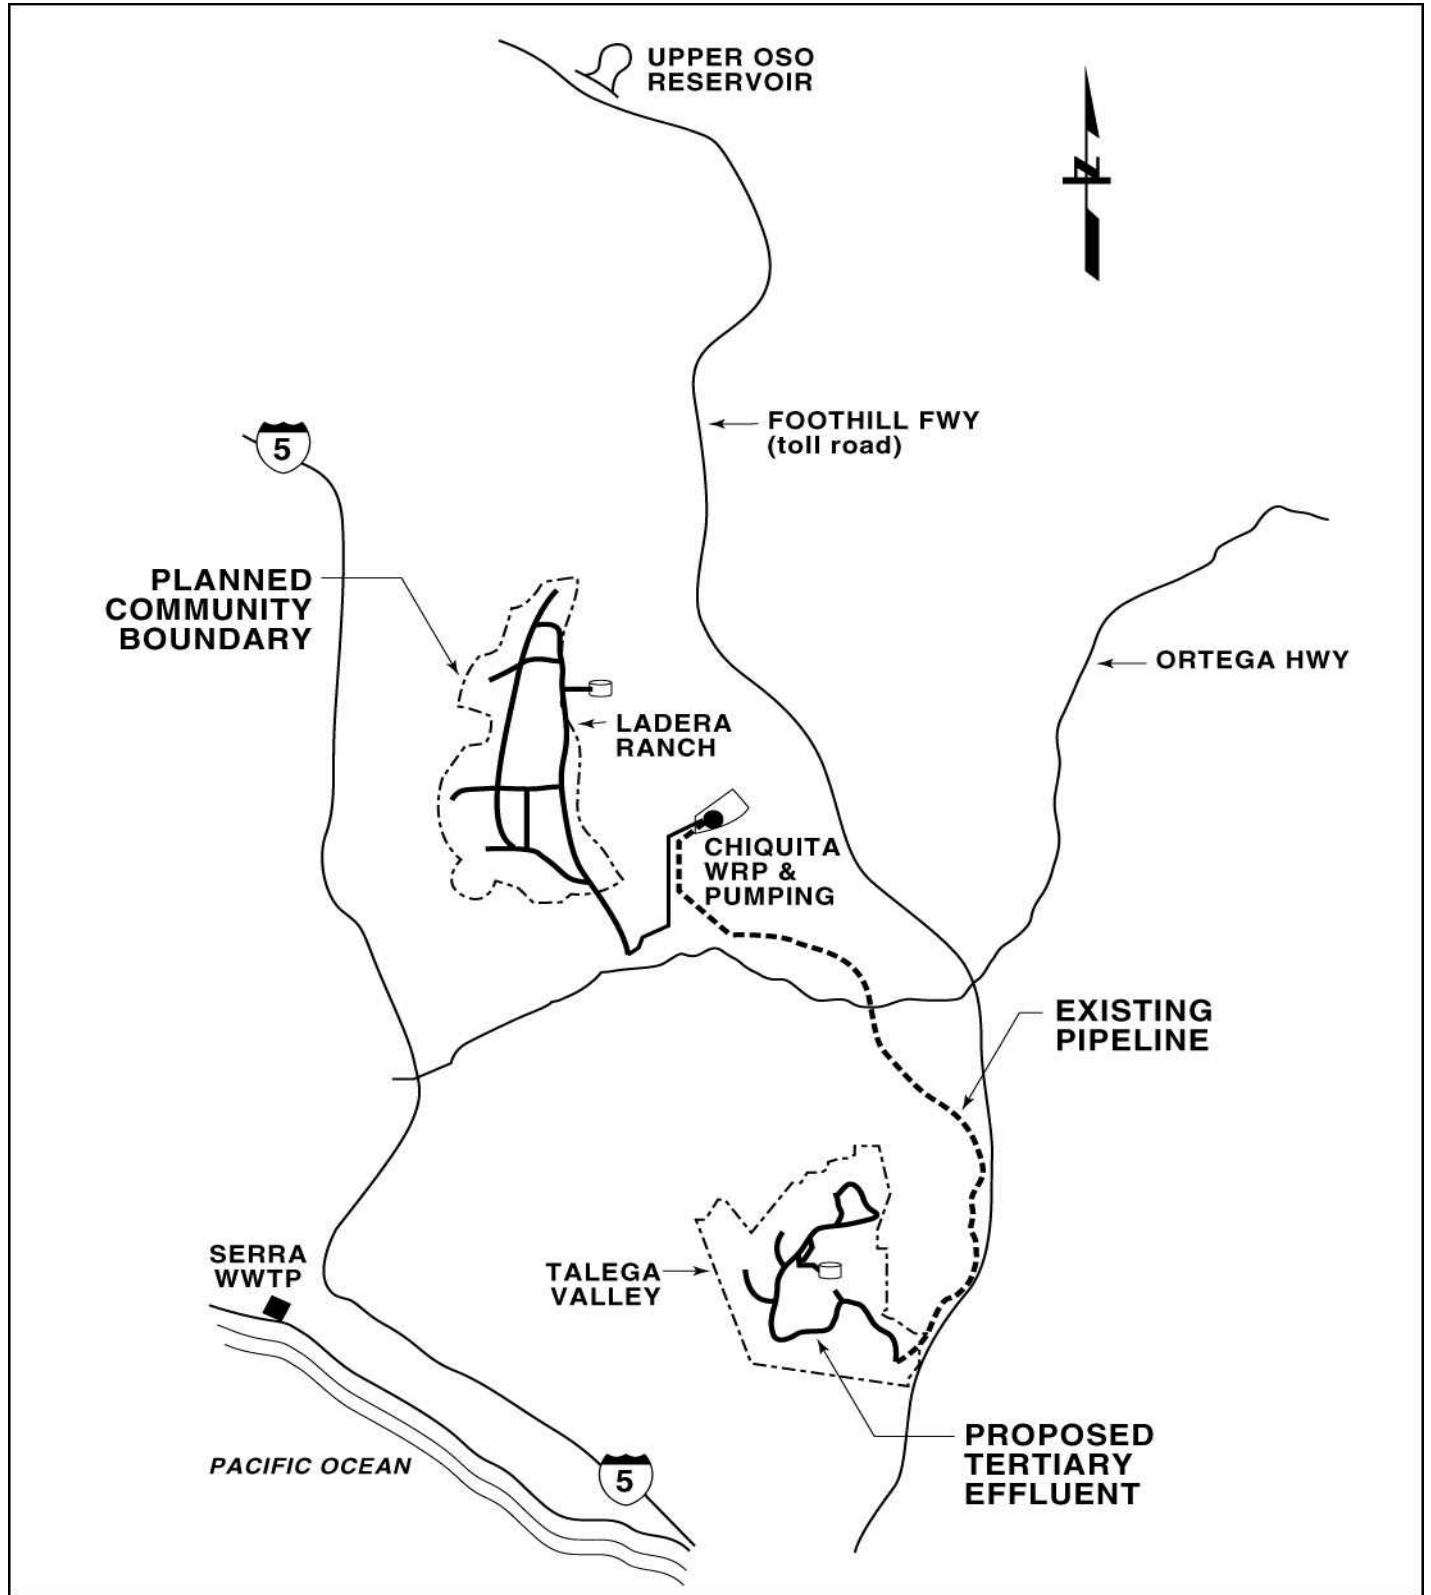 UPPER OSO
RESERVOIR
N
FOOTHILL FWY
(toll road)
5
PLANNED
COMMUNITY
BOUNDARY
ORTEGA HWY
LADERA
RANCH
CHIQUITA
WRP &
PUMPING
EXISTING
PIPELINE
SERRA
WWTP
TALEGA
VALLEY
PROPOSED
TERTIARY
EFFLUENT
PACIFIC OCEAN
5